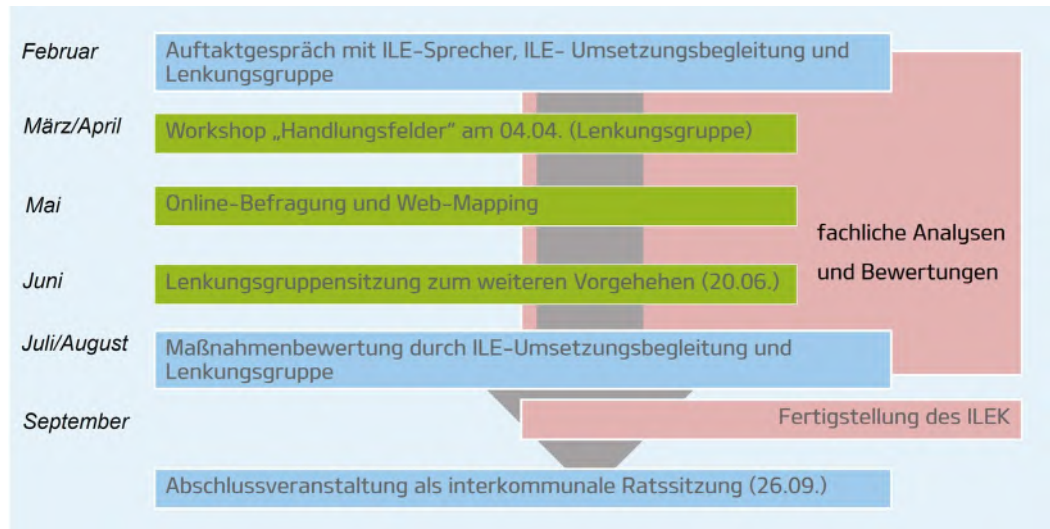 Februar
Auftaktgespräch mit ILE-Sprecher, ILE- Umsetzungsbegleitung und
Lenkungsgruppe
März/April
Workshop „Handlungsfelder“ am 04.04. (Lenkungsgruppe)
Mai
Online-Befragung und Web-Mapping
fachliche Analysen
und Bewertungen
Juni
Lenkungsgruppensitzung zum weiteren Vorgehehen (20.06.)
Juli/August
Maßnahmenbewertung durch ILE-Umsetzungsbegleitung und
Lenkungsgruppe
September
Fertigstellung des ILEK
Abschlussveranstaltung als interkommunale Ratssitzung (26.09.)